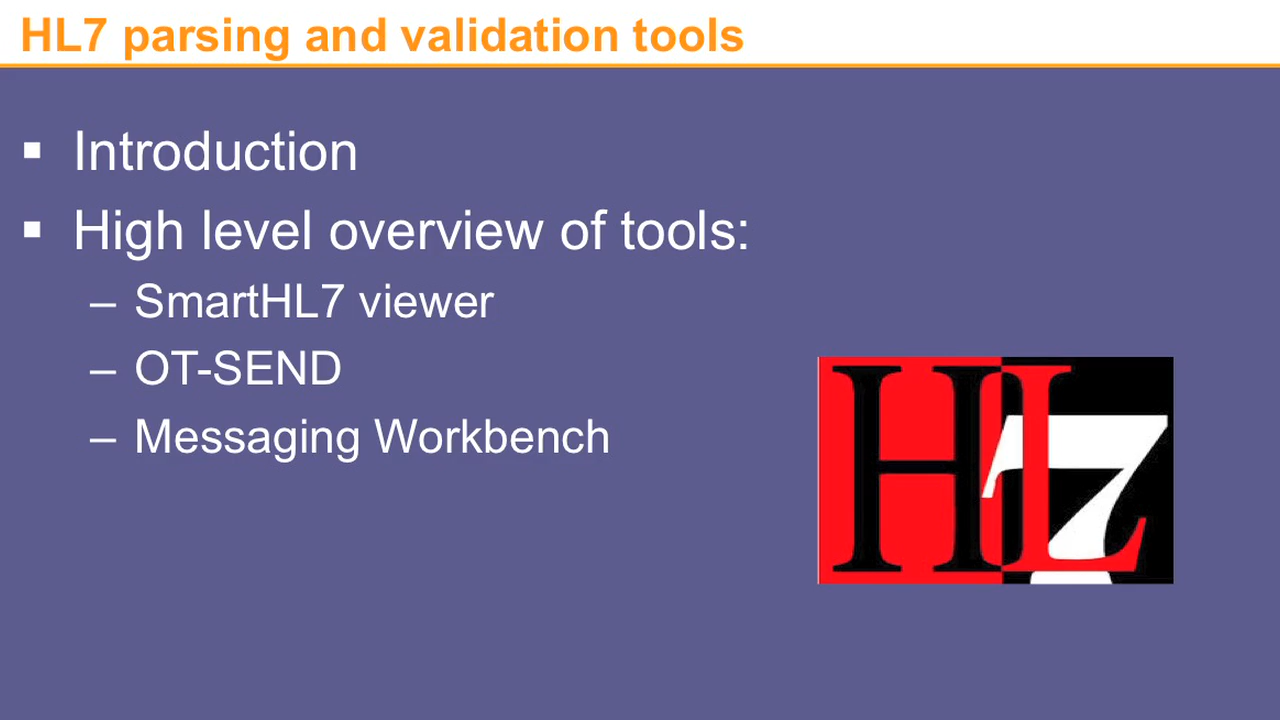 HL7 parsing and validation tools
▪ Introduction
▪ High level overview of tools:
– SmartHL7 viewer
– OT-SEND
– Messaging Workbench
HL7